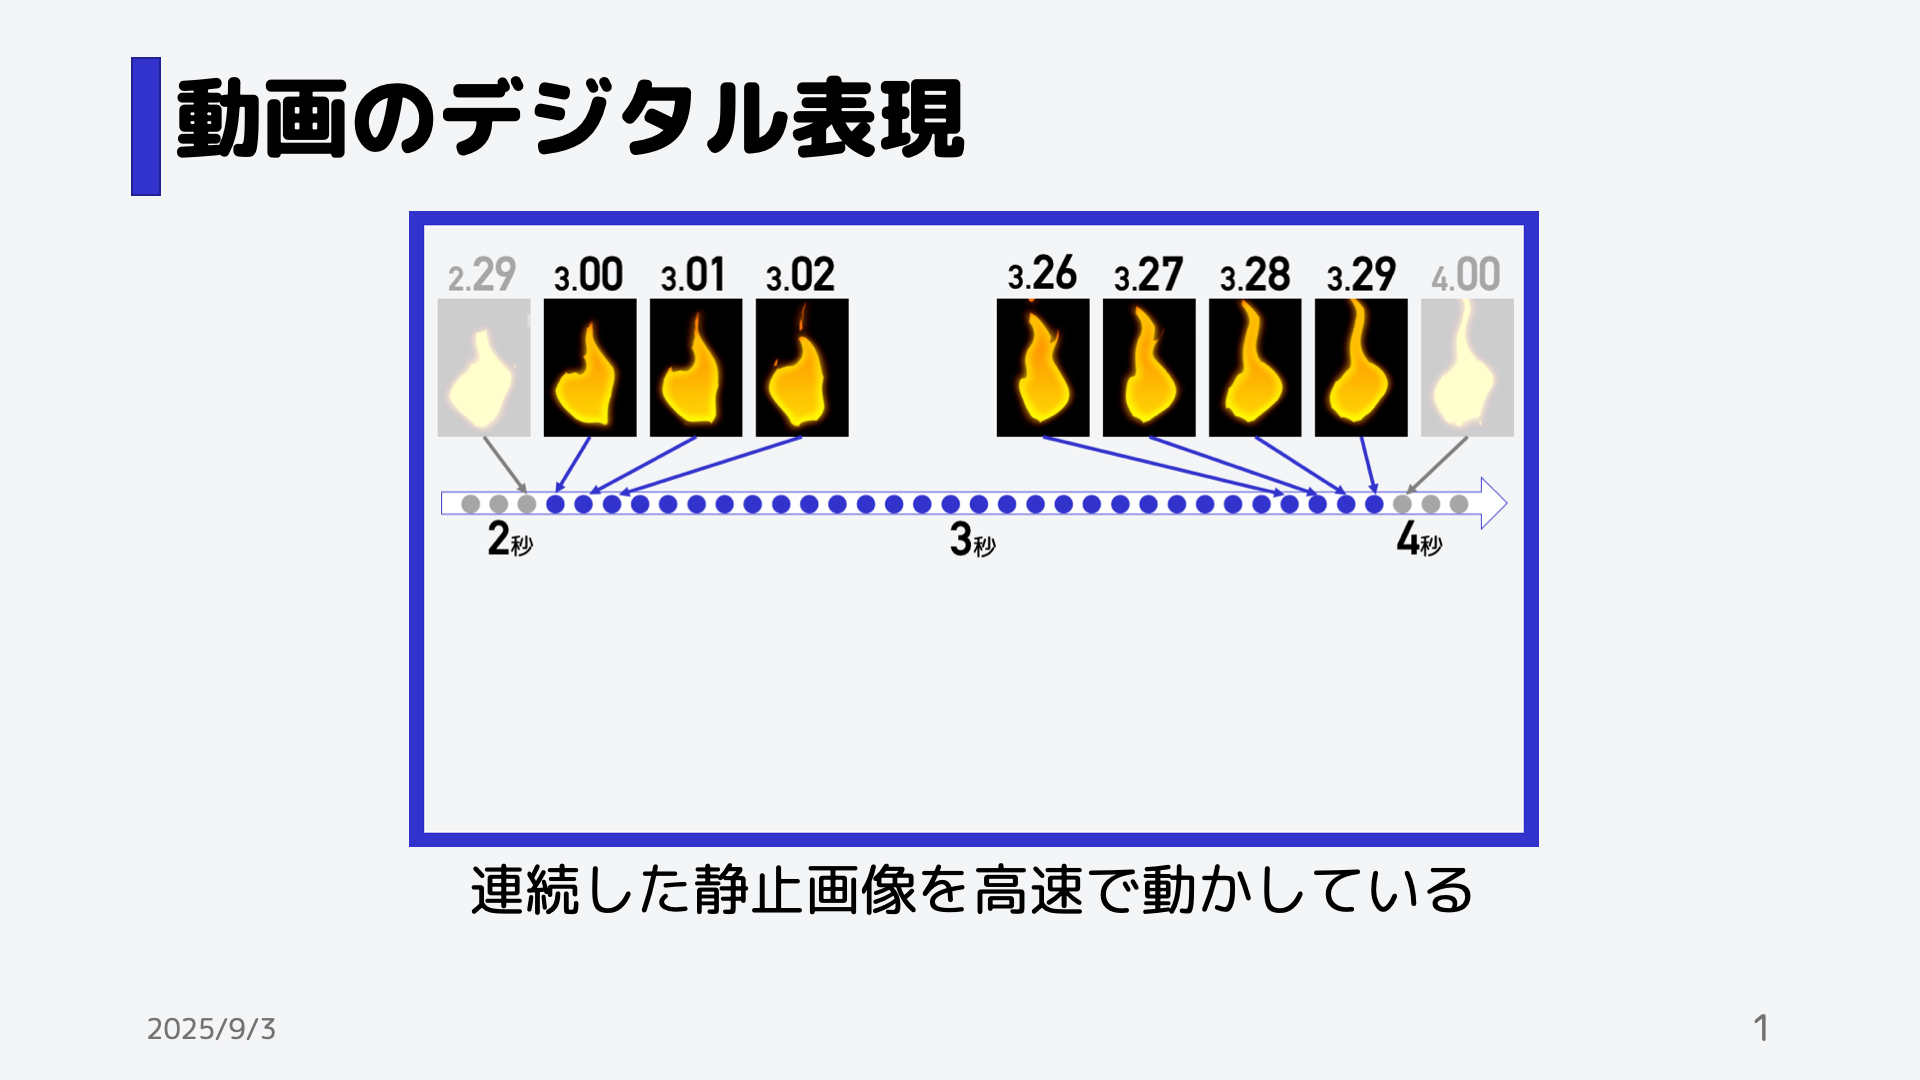 動画のデジタル表現
2.29 3.00 3.01 3.02 3.26 3.27 3.28 3.29 4.00
2秒 3秒 4秒
連続した静止画像を高速で動かしている
2025/9/3 1